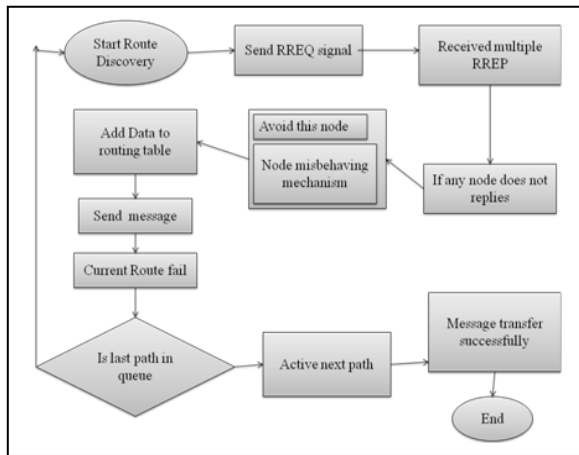 Start Route
Discovery
Send RREQ signal
Received multiple
RREP
If any node does not
replies
Avoid this node
Node misbehaving
mechanism
Add Data to
routing table
Send message
Current Route fail
Is last path in
queue
Active next path
Message transfer
successfully
End